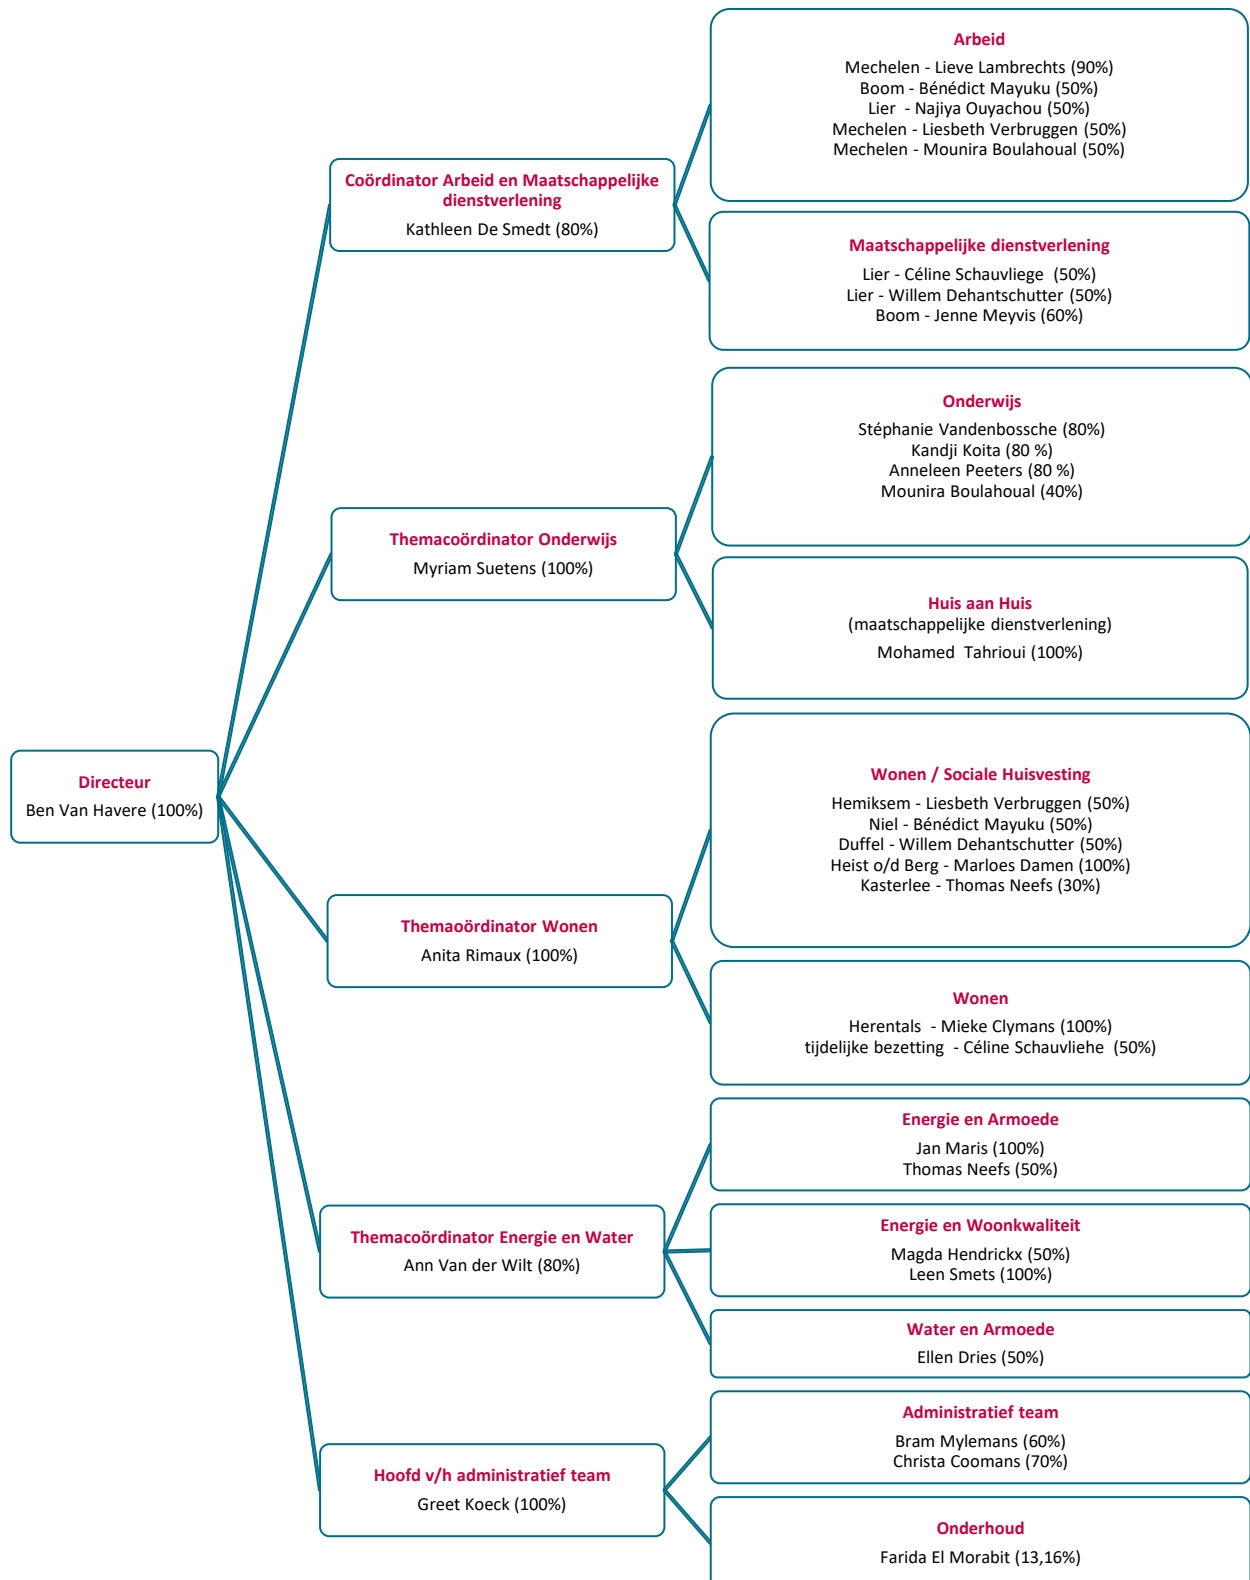 Arbeid
Mechelen - Lieve Lambrechts (90%)
Boom - Bénédict Mayuku (50%)
Lier - Najiya Ouyachou (50%)
Mechelen - Liesbeth Verbruggen (50%)
Mechelen - Mounira Boulahoual (50%)
Coördinator Arbeid en Maatschappelijke
dienstverlening
Kathleen De Smedt (80%)
Maatschappelijke dienstverlening
Lier - Céline Schauvliege (50%)
Lier - Willem Dehantschutter (50%)
Boom - Jenne Meyvis (60%)
Onderwijs
Stéphanie Vandenbossche (80%)
Kandji Koita (80 %)
Anneleen Peeters (80 %)
Mounira Boulahoual (40%)
Themacoördinator Onderwijs
Myriam Suetens (100%)
Huis aan Huis
(maatschappelijke dienstverlening)
Mohamed Tahrioui (100%)
Directeur
Ben Van Havere (100%)
Wonen / Sociale Huisvesting
Hemiksem - Liesbeth Verbruggen (50%)
Niel - Bénédict Mayuku (50%)
Duffel - Willem Dehantschutter (50%)
Heist o/d Berg - Marloes Damen (100%)
Kasterlee - Thomas Neefs (30%)
Themaoördinator Wonen
Anita Rimaux (100%)
Wonen
Herentals - Mieke Clymans (100%)
tijdelijke bezetting - Céline Schauvliehe (50%)
Energie en Armoede
Jan Maris (100%)
Thomas Neefs (50%)
Themacoördinator Energie en Water
Ann Van der Wilt (80%)
Energie en Woonkwaliteit
Magda Hendrickx (50%)
Leen Smets (100%)
Water en Armoede
Ellen Dries (50%)
Administratief team
Bram Mylemans (60%)
Christa Coomans (70%)
Hoofd v/h administratief team
Greet Koeck (100%)
Onderhoud
Farida El Morabit (13,16%)